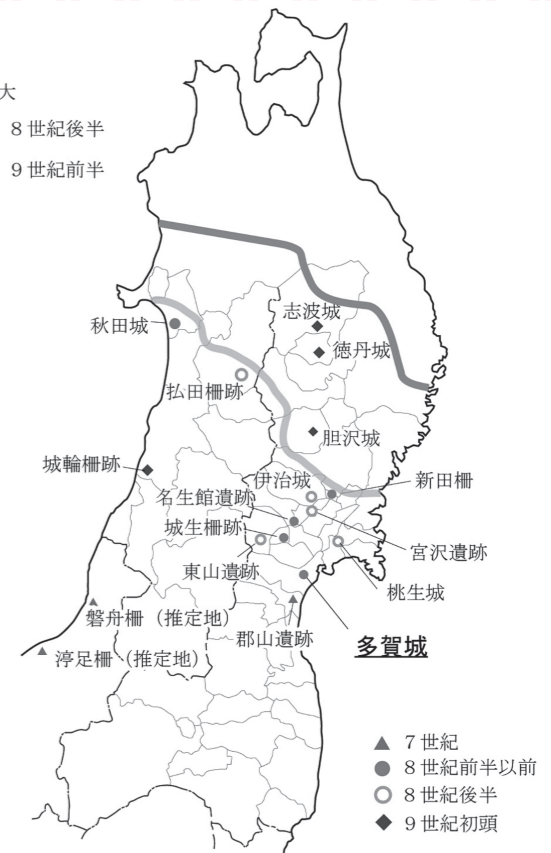 大
8世紀後半
9世紀前半
志波城
秋田城
徳丹城
払田柵跡
胆沢城
城輪柵跡
伊治城
新田柵
名生館遺跡
城生柵跡
宮沢遺跡
東山遺跡
桃生城
磐舟柵（推定地）
郡山遺跡
多賀城
渟足柵（推定地）
7世紀
8世紀前半以前
8世紀後半
9世紀初頭